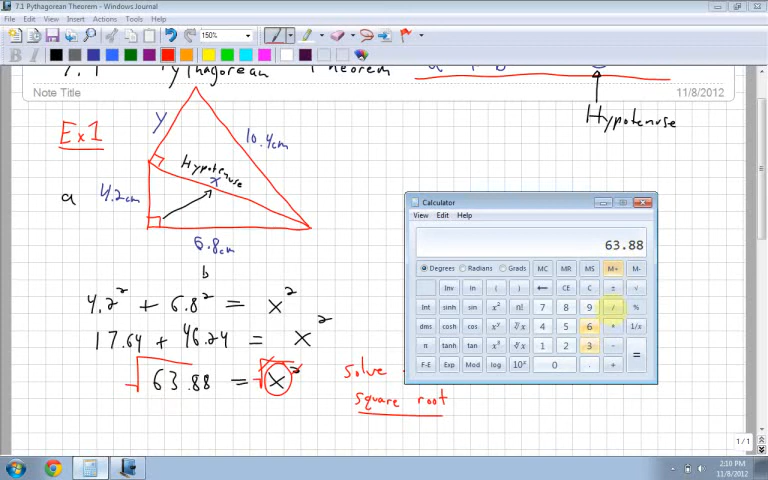 7.1 Pythagorean Theorem - Windows Journal
File Edit View Insert Actions Tools Help
150%
B I
7.1 Pythagorean Theorem
Note Title
11/8/2012
Hypotenuse
Ex1
y
10.4cm
Hypotenuse
x
a 4.2cm
6.8cm
b
4.2² + 6.8² = x²
17.64 + 46.24 = x²
√63.88 = √x²
solve
square root
Calculator
View Edit Help
63.88
Degrees Radians Grads MC MR MS M+ M-
Inv ln ( ) ← CE C ± √
Int sinh sin x² n! 7 8 9 / %
dms cosh cos xʸ ʸ√x 4 5 6 * 1/x
π tanh tan x³ ³√x 1 2 3 - =
F-E Exp Mod log 10ˣ 0 . +
1/1
2:10 PM
11/8/2012